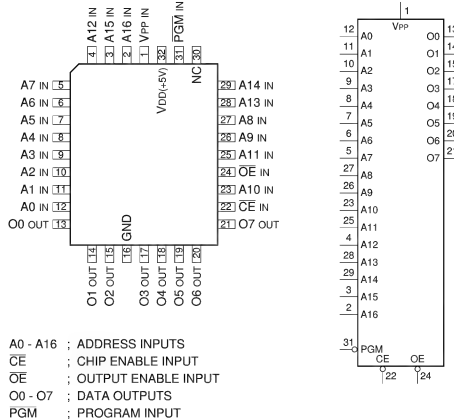 A12 IN
A15 IN
A16 IN
VPP IN
PGM IN
4 3 2 1 32 31 30
VDD(+5V)
NC
A7 IN 5
A6 IN 6
A5 IN 7
A4 IN 8
A3 IN 9
A2 IN 10
A1 IN 11
A0 IN 12
O0 OUT 13
29 A14 IN
28 A13 IN
27 A8 IN
26 A9 IN
25 A11 IN
24 OE IN
23 A10 IN
22 CE IN
21 O7 OUT
GND
14 15 16 17 18 19 20
O1 OUT
O2 OUT
O3 OUT
O4 OUT
O5 OUT
O6 OUT
A0 - A16 ; ADDRESS INPUTS
CE ; CHIP ENABLE INPUT
OE ; OUTPUT ENABLE INPUT
O0 - O7 ; DATA OUTPUTS
PGM ; PROGRAM INPUT
1
VPP
12 A0
11 A1
10 A2
9 A3
8 A4
7 A5
6 A6
5 A7
27 A8
26 A9
23 A10
25 A11
4 A12
28 A13
29 A14
3 A15
2 A16
31 PGM
O0 13
O1 14
O2 15
O3 17
O4 18
O5 19
O6 20
O7
CE OE
22 24